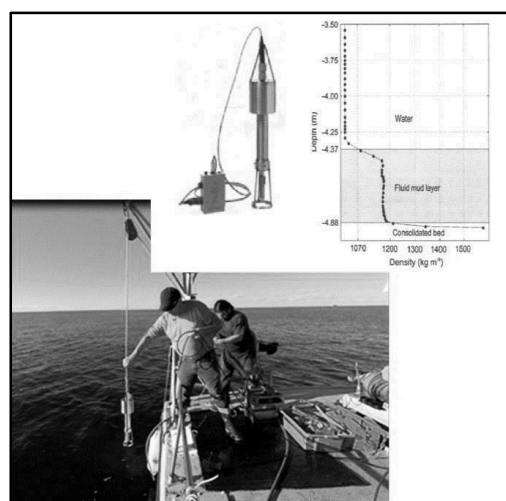 -3.50
-3.75
-4.00
-4.25
-4.37
-4.88
Depth (m)
Water
Fluid mud layer
Consolidated bed
1070 1200 1300 1400 1500
Density (kg m⁻³)